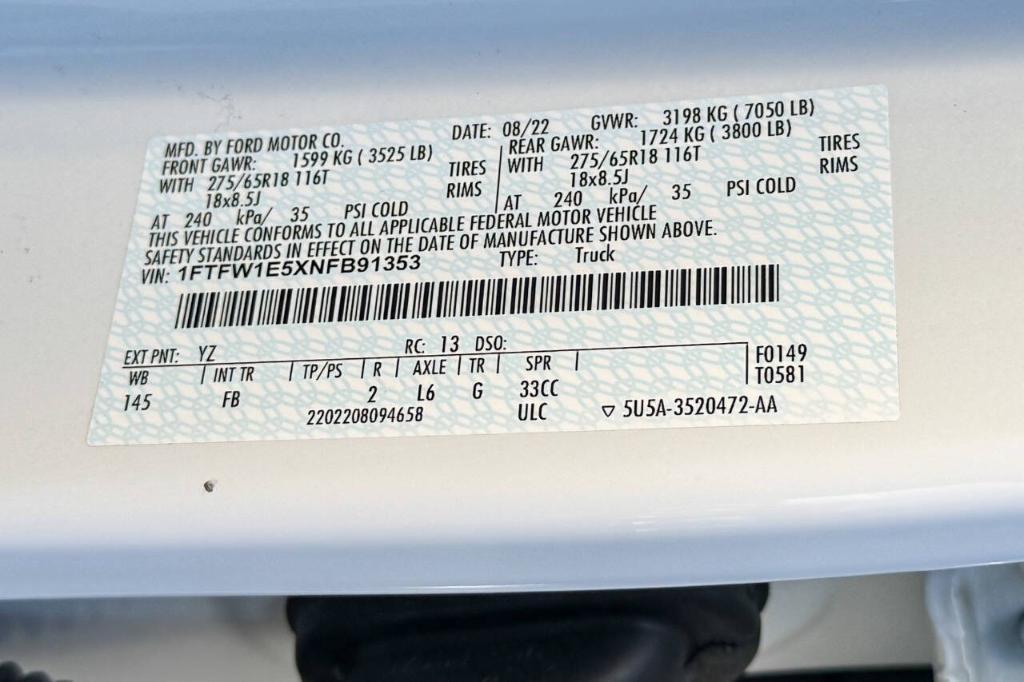 MFD. BY FORD MOTOR CO. DATE: 08/22 GVWR: 3198 KG ( 7050 LB)
FRONT GAWR: 1599 KG ( 3525 LB) REAR GAWR: 1724 KG ( 3800 LB)
WITH 275/65R18 116T TIRES WITH 275/65R18 116T TIRES
18x8.5J RIMS 18x8.5J RIMS
AT 240 kPa/ 35 PSI COLD AT 240 kPa/ 35 PSI COLD
THIS VEHICLE CONFORMS TO ALL APPLICABLE FEDERAL MOTOR VEHICLE
SAFETY STANDARDS IN EFFECT ON THE DATE OF MANUFACTURE SHOWN ABOVE.
VIN: 1FTFW1E5XNFB91353 TYPE: Truck
EXT PNT: YZ RC: 13 DSO:
WB INT TR TP/PS R AXLE TR SPR F0149
145 FB 2 L6 G 33CC T0581
2202208094658 ULC ▽ 5U5A-3520472-AA